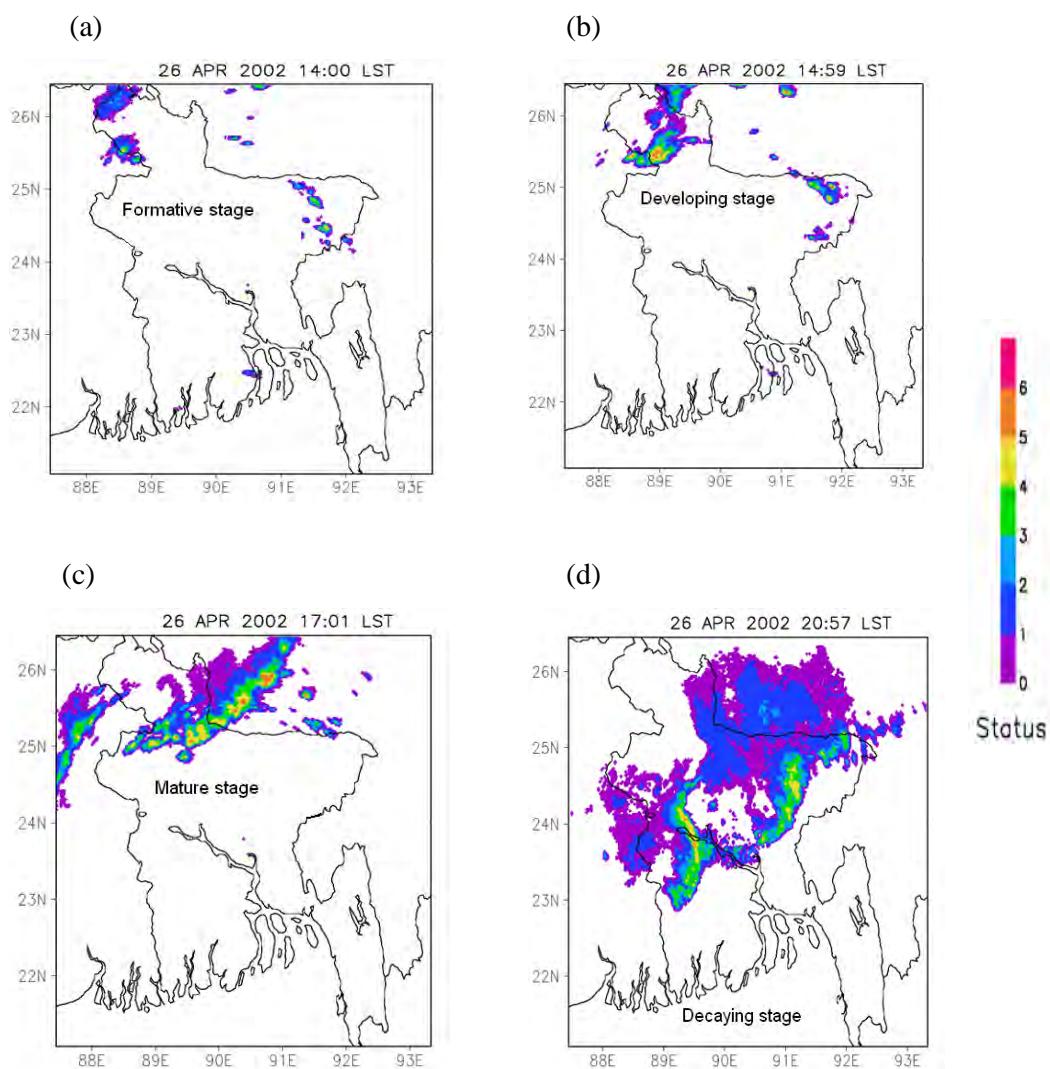 (a)
26 APR 2002 14:00 LST
26N
25N
24N
23N
22N
88E 89E 90E 91E 92E 93E
Formative stage
(b)
26 APR 2002 14:59 LST
26N
25N
24N
23N
22N
88E 89E 90E 91E 92E 93E
Developing stage
6
5
4
3
2
1
0
Status
(c)
26 APR 2002 17:01 LST
26N
25N
24N
23N
22N
88E 89E 90E 91E 92E 93E
Mature stage
(d)
26 APR 2002 20:57 LST
26N
25N
24N
23N
22N
88E 89E 90E 91E 92E 93E
Decaying stage